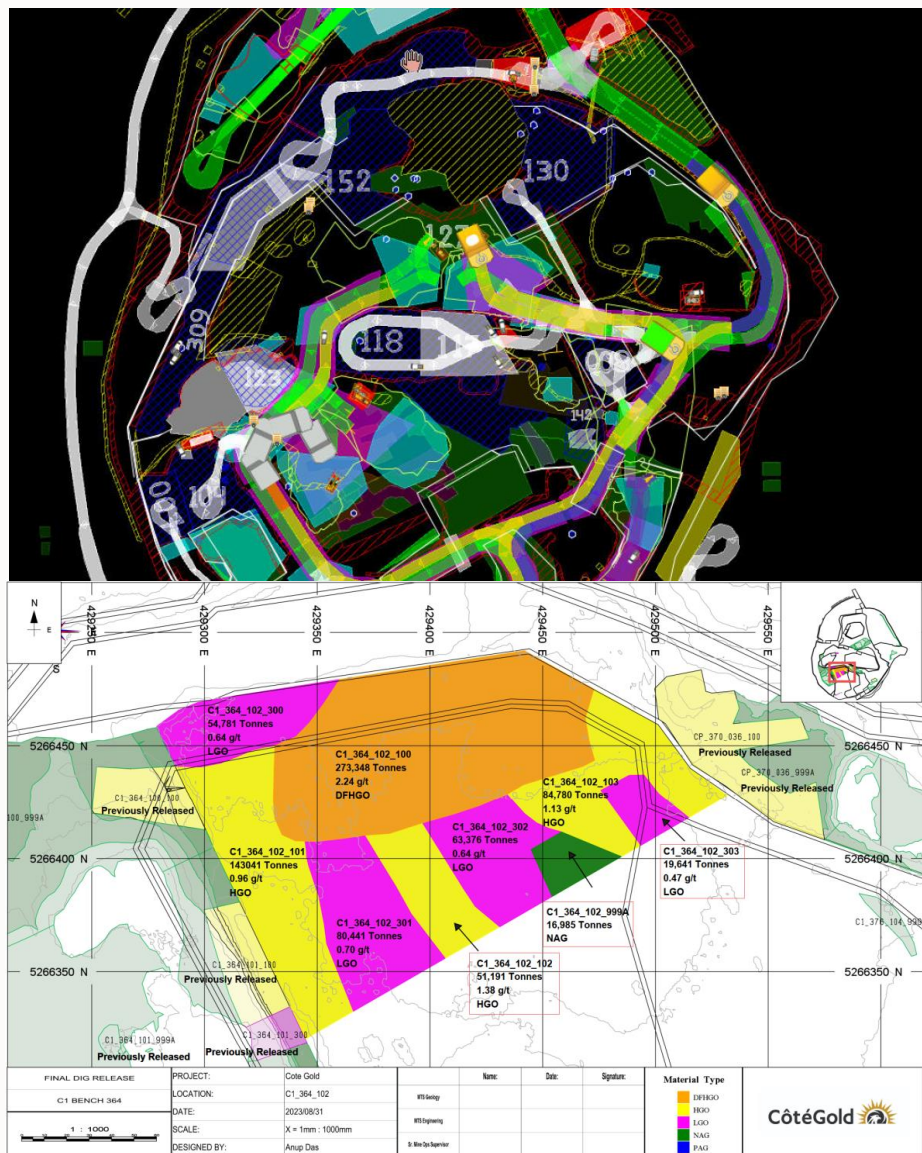 152
130
127
309
118
123
104
142
N
E
S
429300 E
429350 E
429400 E
429450 E
429500 E
429550 E
C1_364_102_300
54,781 Tonnes
0.64 g/t
LGO
5266450 N
5266450 N
C1_364_102_100
273,348 Tonnes
2.24 g/t
DFHGO
CP_370_036_100
Previously Released
CP_370_036_999A
Previously Released
C1_364_102_103
84,780 Tonnes
1.13 g/t
HGO
C1_364_100_100
Previously Released
C1_364_102_302
63,376 Tonnes
0.64 g/t
LGO
C1_364_102_101
143041 Tonnes
0.96 g/t
HGO
5266400 N
5266400 N
C1_364_102_303
19,641 Tonnes
0.47 g/t
LGO
C1_364_102_301
80,441 Tonnes
0.70 g/t
LGO
C1_364_102_999A
16,985 Tonnes
NAG
C1_364_102_102
51,191 Tonnes
1.38 g/t
HGO
5266350 N
5266350 N
Previously Released
C1_364_101_300
Previously Released
C1_364_101_999A
Previously Released
FINAL DIG RELEASE
C1 BENCH 364
1 : 1000
PROJECT: Cote Gold
LOCATION: C1_364_102
DATE: 2023/08/31
SCALE: X = 1mm : 1000mm
DESIGNED BY: Anup Das
Name: Date: Signature:
MTS Geology
MTS Engineering
Sr. Mine Ops Supervisor
Material Type
DFHGO
HGO
LGO
NAG
PAG
CôtéGold